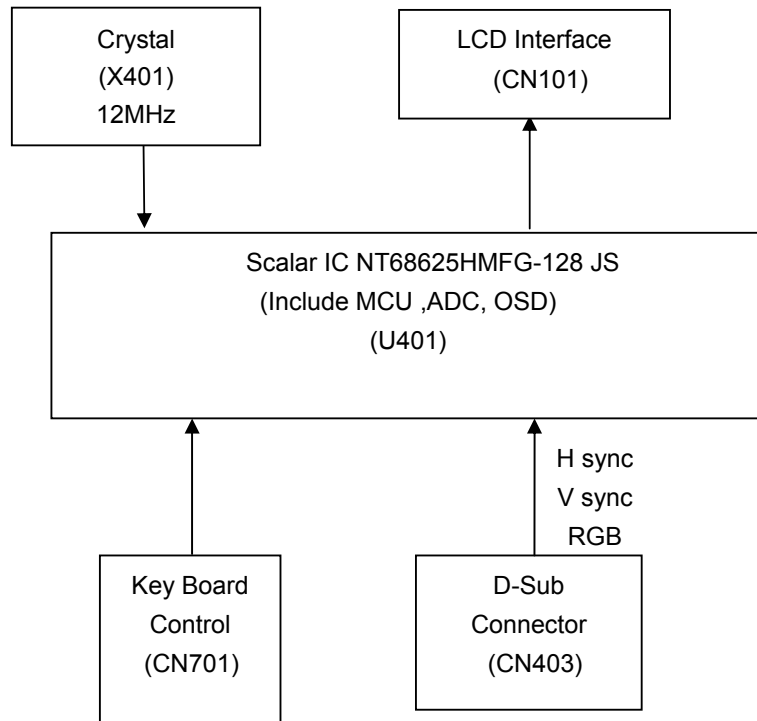 Crystal
(X401)
12MHz
LCD Interface
(CN101)
Scalar IC NT68625HMFG-128 JS
(Include MCU ,ADC, OSD)
(U401)
H sync
V sync
RGB
Key Board
Control
(CN701)
D-Sub
Connector
(CN403)